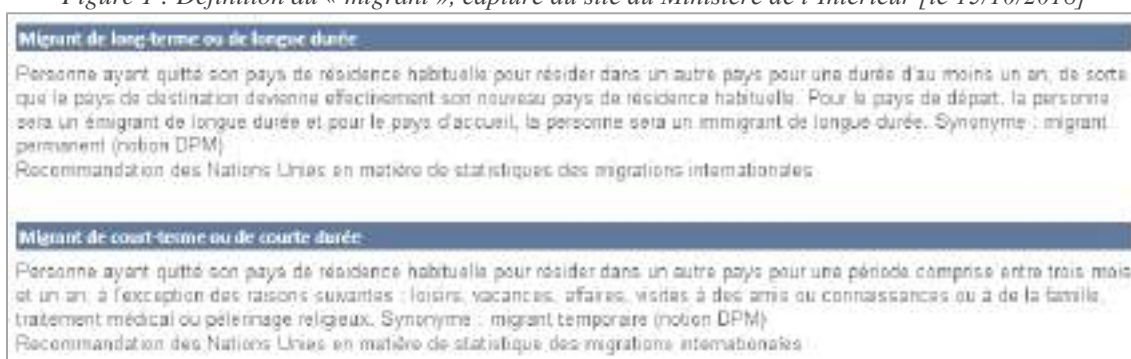 Figure 1 : Définition du « migrant », capture du site du Ministère de l'Intérieur [le 15/10/2018]
Migrant de long-terme ou de longue durée
Personne ayant quitté son pays de résidence habituelle pour résider dans un autre pays pour une durée d'au moins un an, de sorte
que le pays de destination devienne effectivement son nouveau pays de résidence habituelle. Pour le pays de départ, la personne
sera un émigrant de longue durée et pour le pays d'accueil, la personne sera un immigrant de longue durée. Synonyme : migrant
permanent (notion DPM)
Recommandation des Nations Unies en matière de statistiques des migrations internationales
Migrant de court-terme ou de courte durée
Personne ayant quitté son pays de résidence habituelle pour résider dans un autre pays pour une période comprise entre trois mois
et un an, à l'exception des raisons suivantes : loisirs, vacances, affaires, visites à des amis ou connaissances ou à de la famille,
traitement médical ou pèlerinage religieux. Synonyme : migrant temporaire (notion DPM)
Recommandation des Nations Unies en matière de statistique des migrations internationales